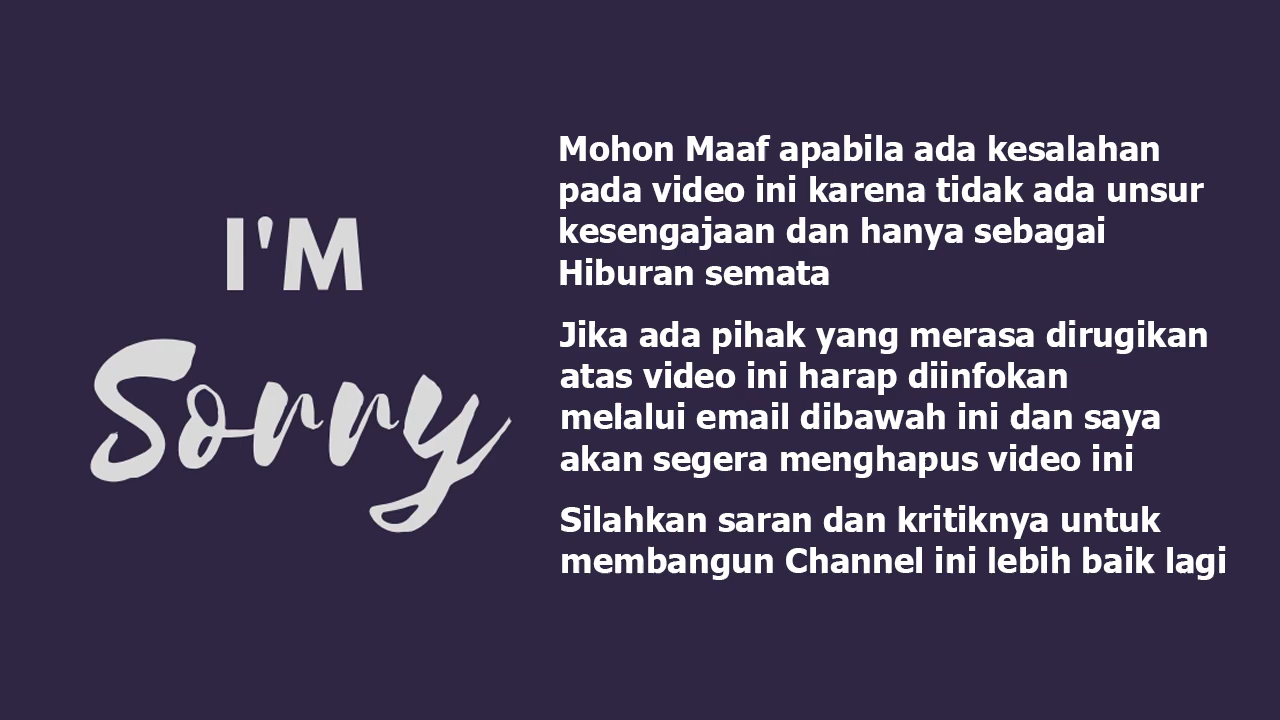 I'M
Sorry
Mohon Maaf apabila ada kesalahan
pada video ini karena tidak ada unsur
kesengajaan dan hanya sebagai
Hiburan semata
Jika ada pihak yang merasa dirugikan
atas video ini harap diinfokan
melalui email dibawah ini dan saya
akan segera menghapus video ini
Silahkan saran dan kritiknya untuk
membangun Channel ini lebih baik lagi